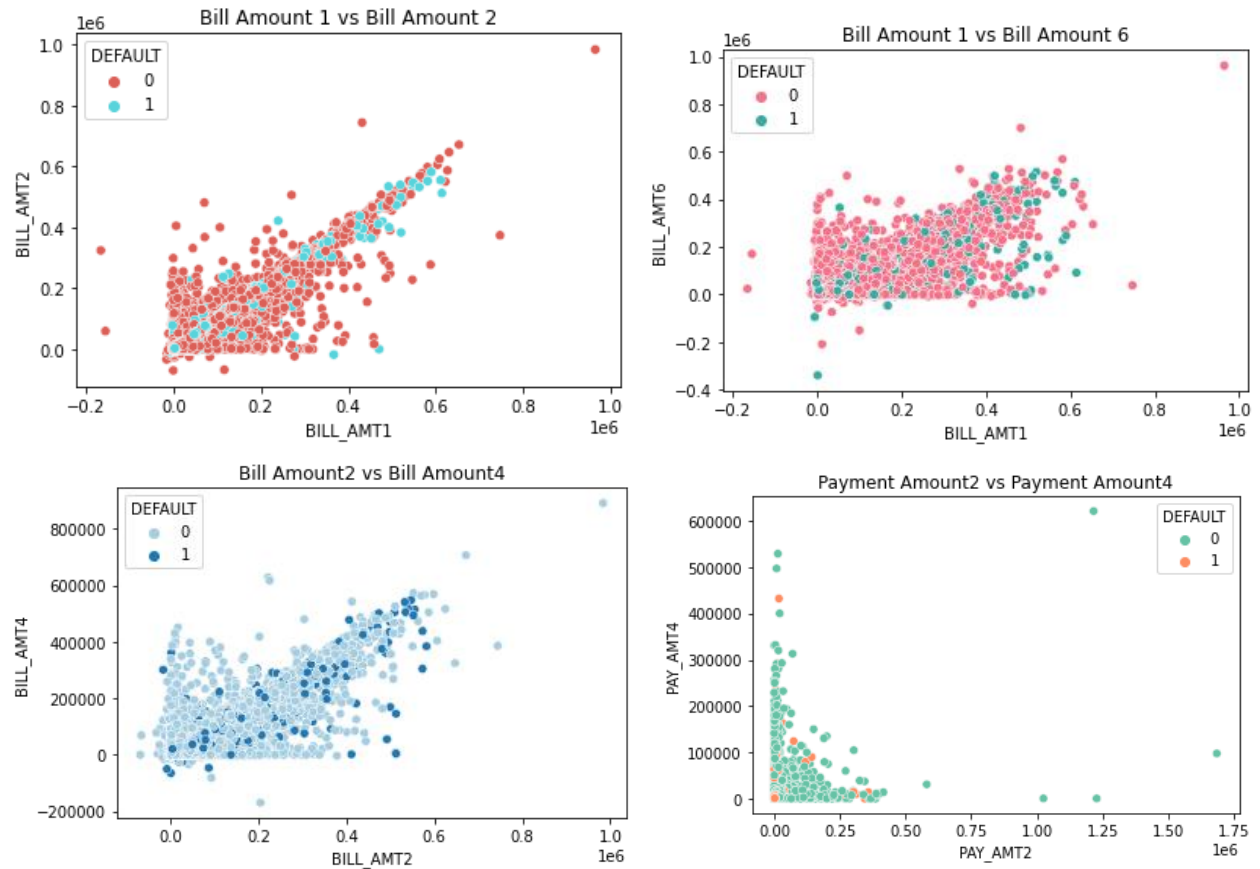 Bill Amount 1 vs Bill Amount 2
1e6
DEFAULT
0
1
1.0
0.8
0.6
0.4
0.2
0.0
BILL_AMT2
−0.2 0.0 0.2 0.4 0.6 0.8 1.0
1e6
BILL_AMT1
Bill Amount 1 vs Bill Amount 6
1e6
DEFAULT
0
1
1.0
0.8
0.6
0.4
0.2
0.0
−0.2
−0.4
BILL_AMT6
−0.2 0.0 0.2 0.4 0.6 0.8 1.0
1e6
BILL_AMT1
Bill Amount2 vs Bill Amount4
DEFAULT
0
1
800000
600000
400000
200000
0
−200000
BILL_AMT4
0.0 0.2 0.4 0.6 0.8 1.0
1e6
BILL_AMT2
Payment Amount2 vs Payment Amount4
DEFAULT
0
1
600000
500000
400000
300000
200000
100000
0
PAY_AMT4
0.00 0.25 0.50 0.75 1.00 1.25 1.50 1.75
1e6
PAY_AMT2